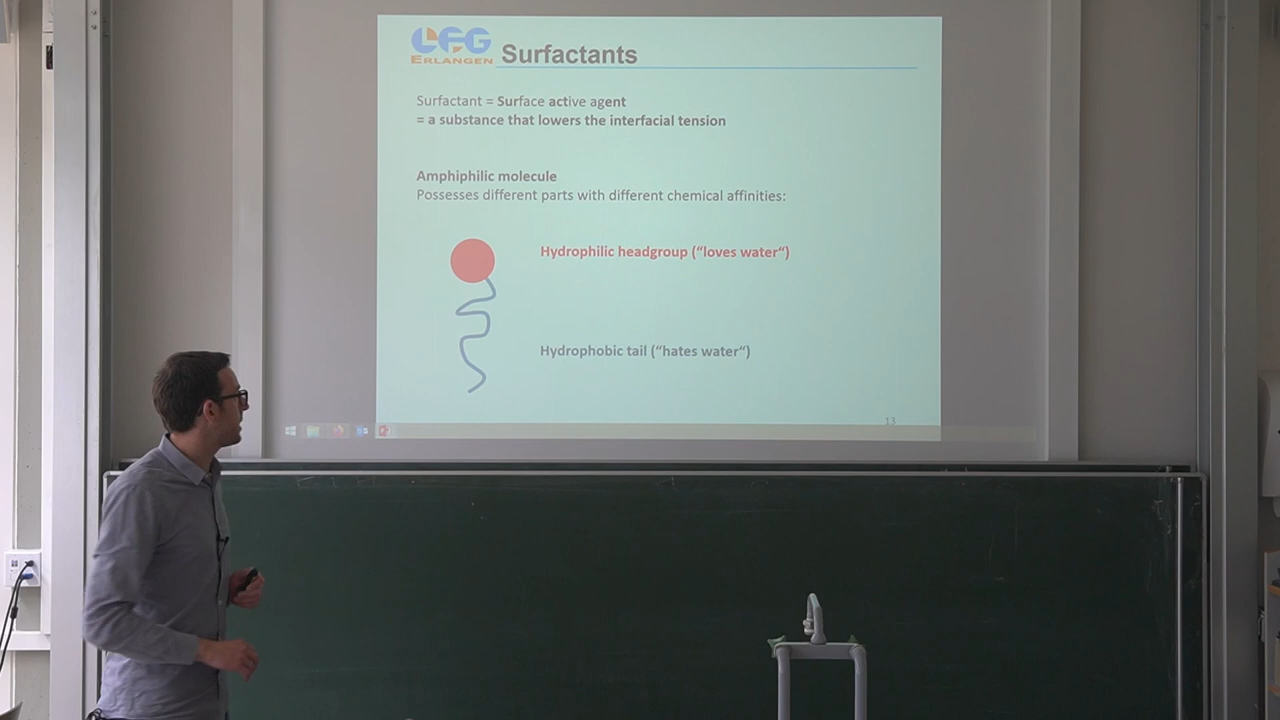 LFG
ERLANGEN
Surfactants
Surfactant = Surface active agent
= a substance that lowers the interfacial tension
Amphiphilic molecule
Possesses different parts with different chemical affinities:
Hydrophilic headgroup (“loves water“)
Hydrophobic tail (“hates water“)
13